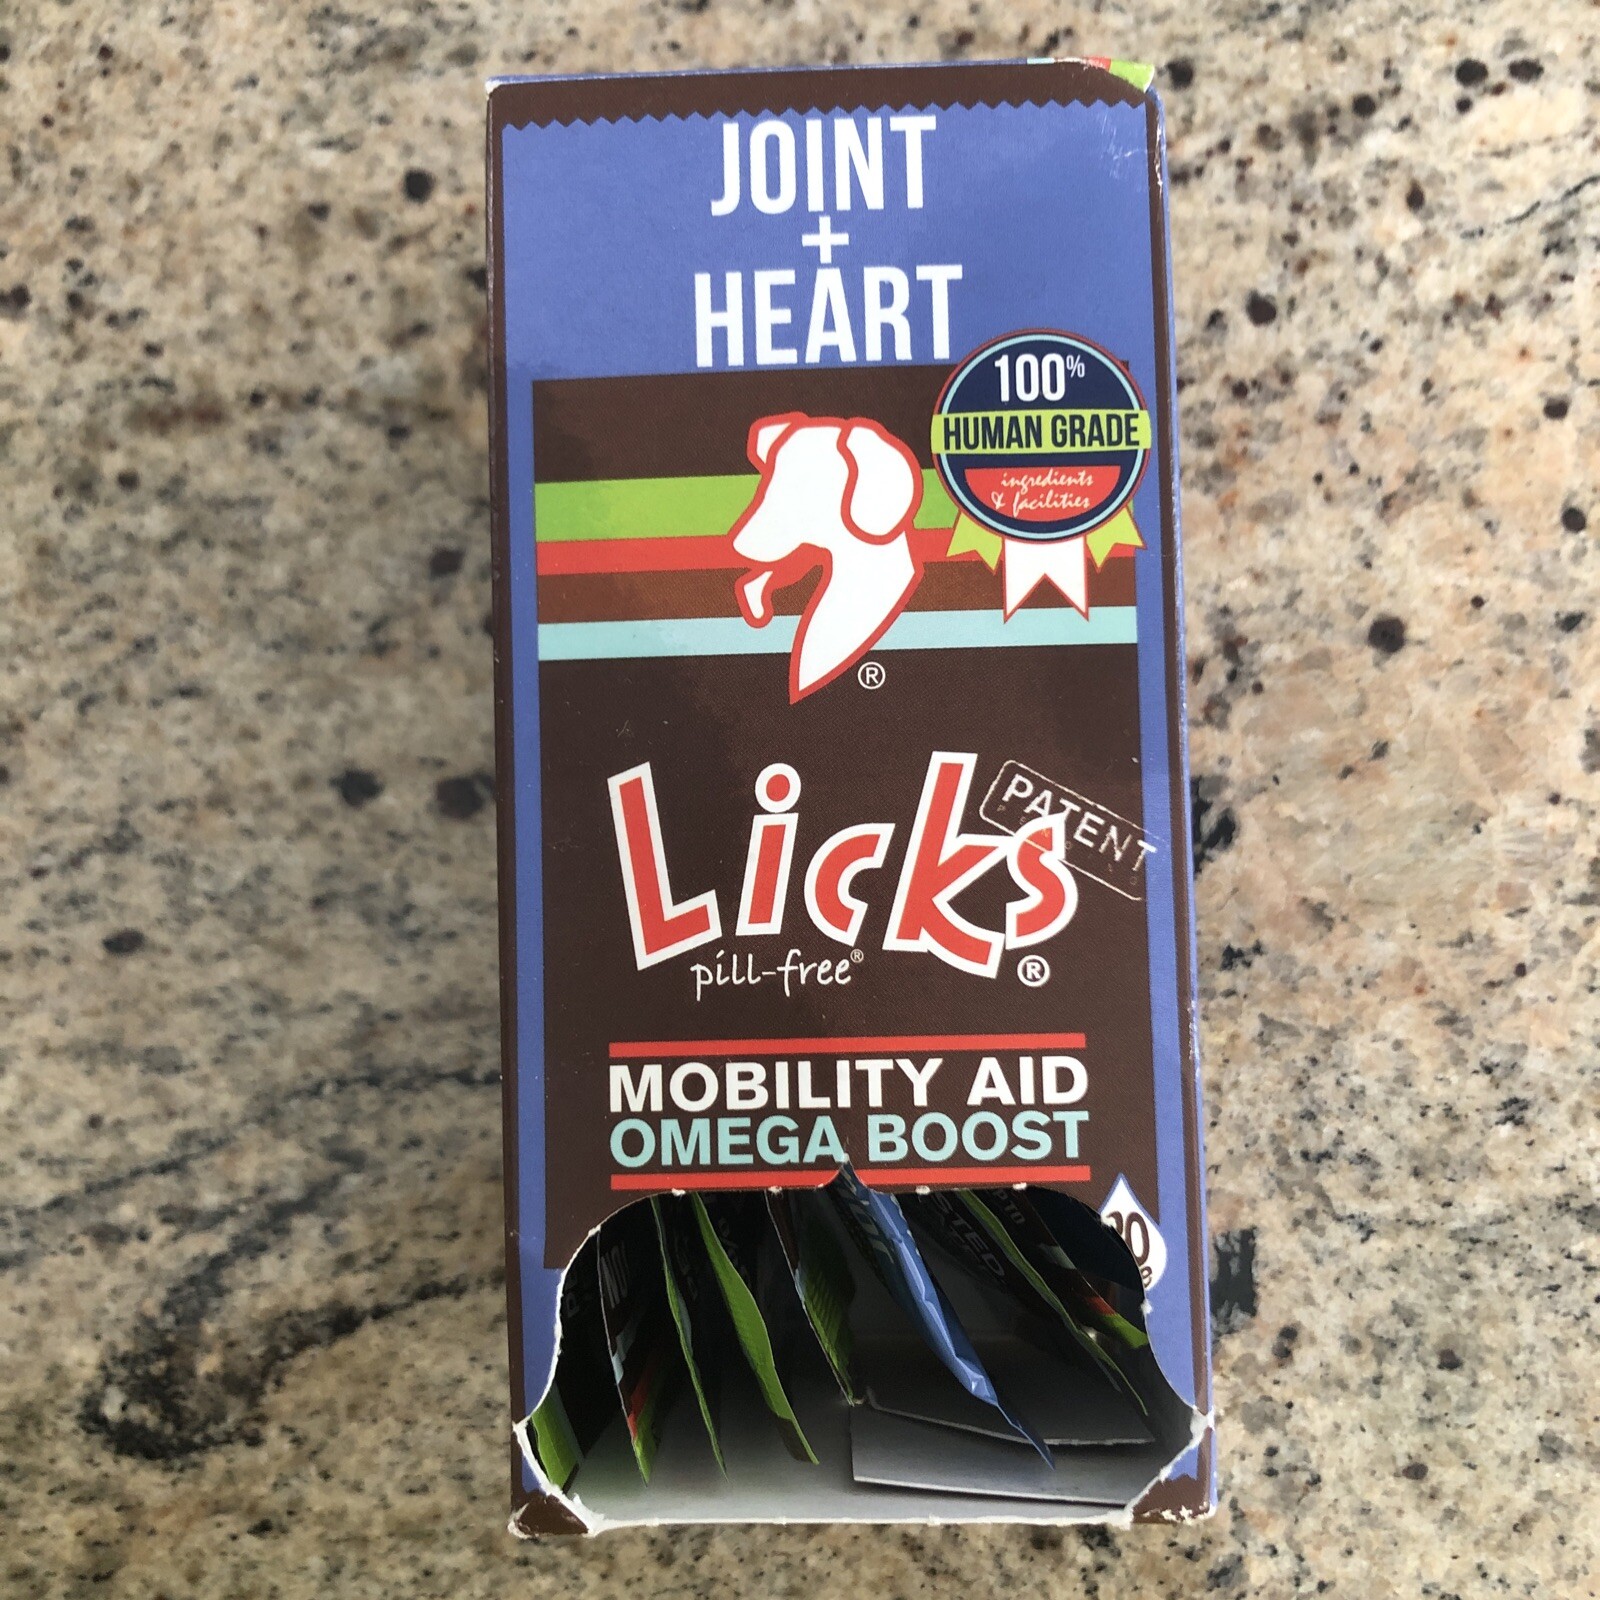 JOINT
+
HEART
100%
HUMAN GRADE
ingredients
& facilities
®
Licks®
PATENT
pill-free®
MOBILITY AID
OMEGA BOOST